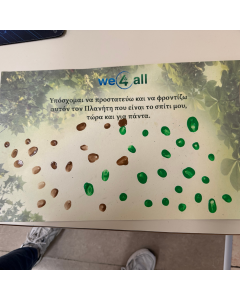 we4all
Υπόσχομαι να προστατεύω και να φροντίζω
αυτόν τον Πλανήτη που είναι το σπίτι μου,
τώρα και για πάντα.